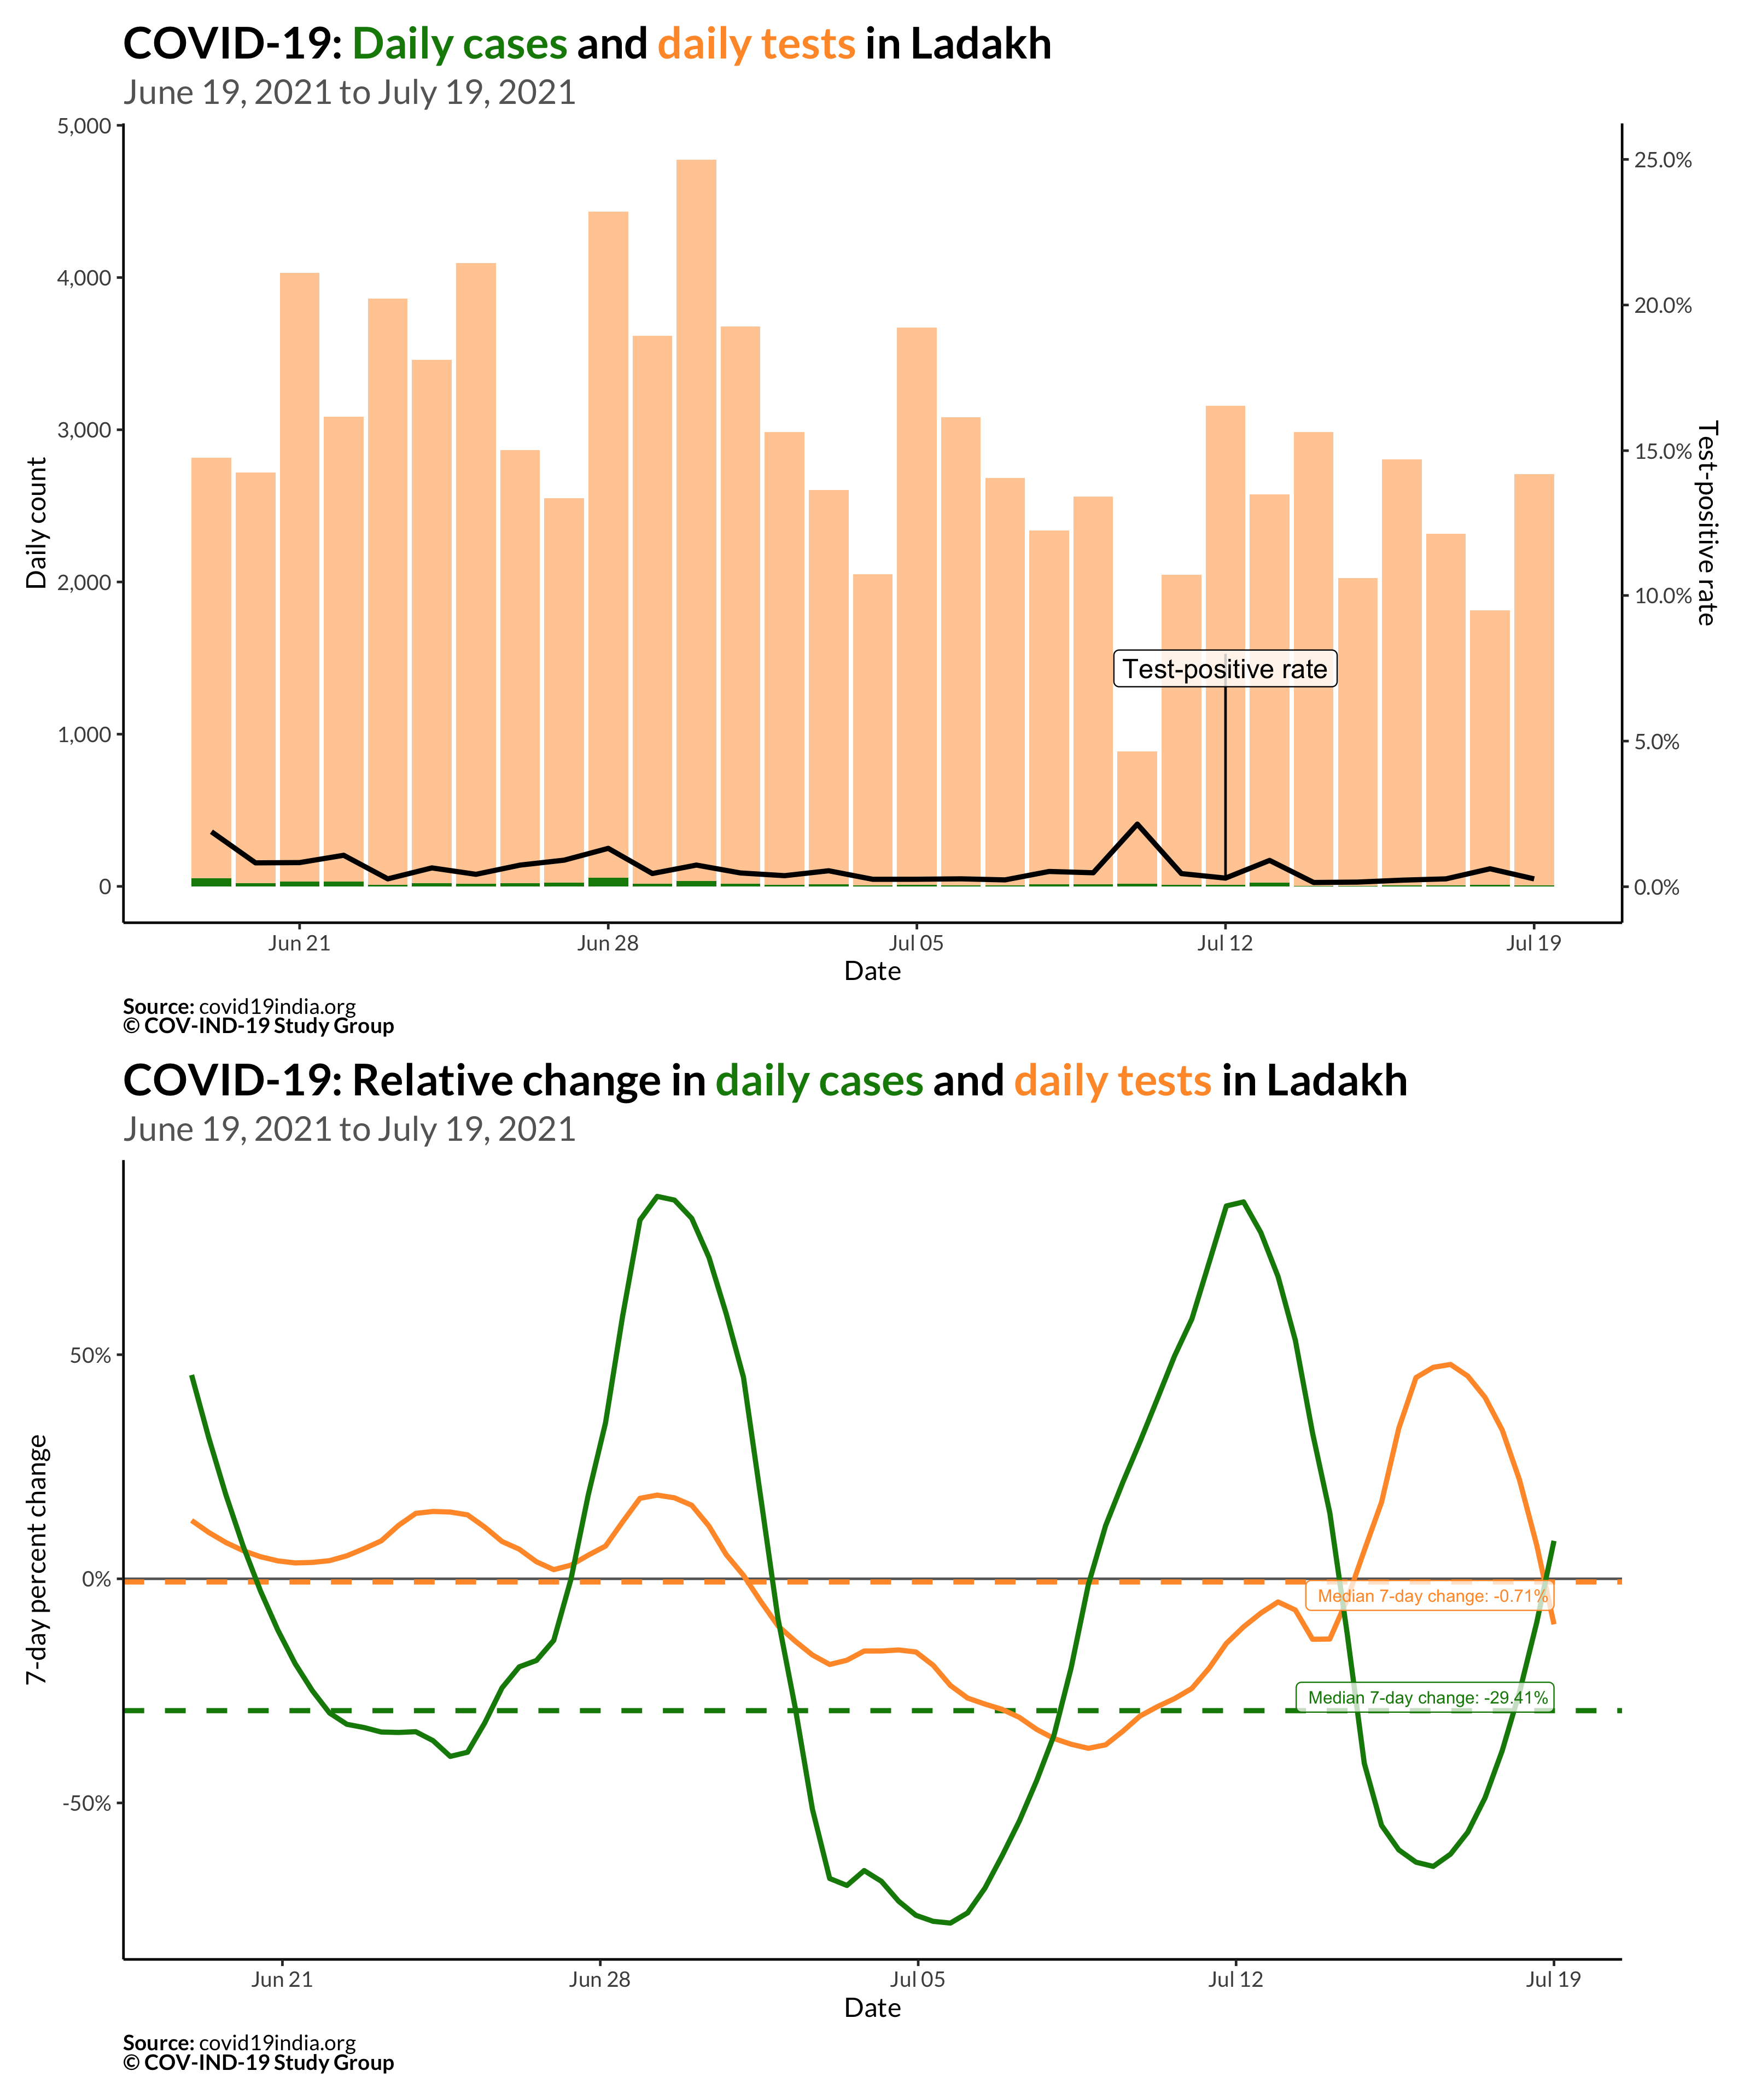 COVID-19: Daily cases and daily tests in Ladakh
June 19, 2021 to July 19, 2021
5,000
4,000
3,000
2,000
1,000
0
Daily count
25.0%
20.0%
15.0%
10.0%
5.0%
0.0%
Test-positive rate
Test-positive rate
Jun 21
Jun 28
Jul 05
Jul 12
Jul 19
Date
Source: covid19india.org
© COV-IND-19 Study Group
COVID-19: Relative change in daily cases and daily tests in Ladakh
June 19, 2021 to July 19, 2021
50%
0%
-50%
7-day percent change
Median 7-day change: -0.71%
Median 7-day change: -29.41%
Jun 21
Jun 28
Jul 05
Jul 12
Jul 19
Date
Source: covid19india.org
© COV-IND-19 Study Group